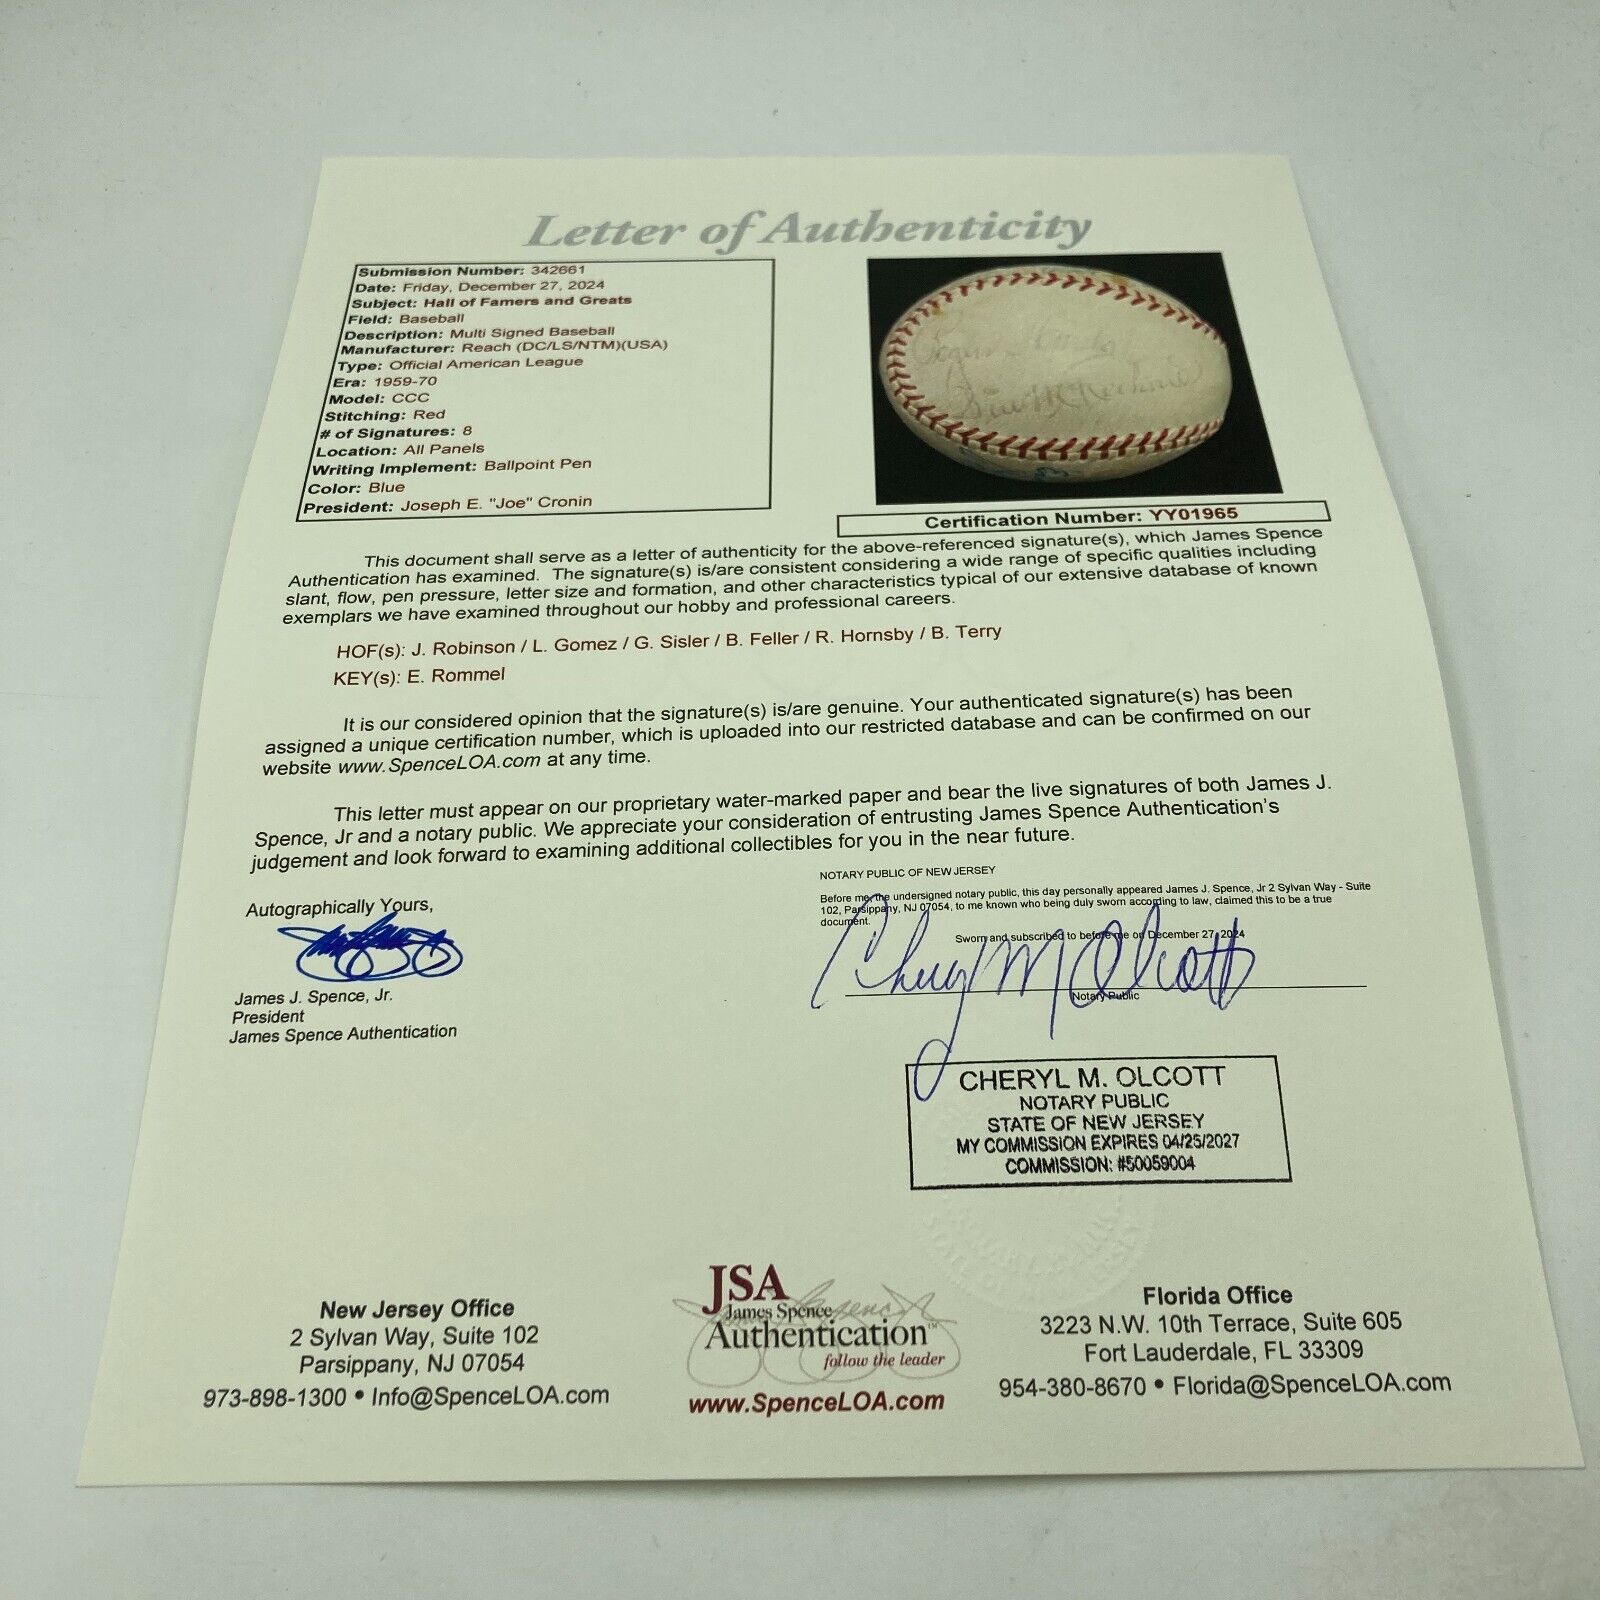 Letter of Authenticity
Submission Number: 342661
Date: Friday, December 27, 2024
Subject: Hall of Famers and Greats
Field: Baseball
Description: Multi Signed Baseball
Manufacturer: Reach (DC/LS/NTM)(USA)
Type: Official American League
Era: 1959-70
Model: CCC
Stitching: Red
# of Signatures: 8
Location: All Panels
Writing Implement: Ballpoint Pen
Color: Blue
President: Joseph E. "Joe" Cronin
Certification Number: YY01965
This document shall serve as a letter of authenticity for the above-referenced signature(s), which James Spence
Authentication has examined. The signature(s) is/are consistent considering a wide range of specific qualities including
slant, flow, pen pressure, letter size and formation, and other characteristics typical of our extensive database of known
exemplars we have examined throughout our hobby and professional careers.
HOF(s): J. Robinson / L. Gomez / G. Sisler / B. Feller / R. Hornsby / B. Terry
KEY(s): E. Rommel
It is our considered opinion that the signature(s) is/are genuine. Your authenticated signature(s) has been
assigned a unique certification number, which is uploaded into our restricted database and can be confirmed on our
website www.SpenceLOA.com at any time.
This letter must appear on our proprietary water-marked paper and bear the live signatures of both James J.
Spence, Jr and a notary public. We appreciate your consideration of entrusting James Spence Authentication's
judgement and look forward to examining additional collectibles for you in the near future.
Autographically Yours,
James J. Spence, Jr.
President
James Spence Authentication
NOTARY PUBLIC OF NEW JERSEY
Before me, the undersigned notary public, this day personally appeared James J. Spence, Jr 2 Sylvan Way - Suite
102, Parsippany, NJ 07054, to me known who being duly sworn according to law, claimed this to be a true
document.
Sworn and subscribed to before me on December 27, 2024
Cheryl M Olcott
Notary Public
CHERYL M. OLCOTT
NOTARY PUBLIC
STATE OF NEW JERSEY
MY COMMISSION EXPIRES 04/25/2027
COMMISSION: #50059004
New Jersey Office
2 Sylvan Way, Suite 102
Parsippany, NJ 07054
973-898-1300 • Info@SpenceLOA.com
JSA
James Spence
Authentication™
follow the leader
www.SpenceLOA.com
Florida Office
3223 N.W. 10th Terrace, Suite 605
Fort Lauderdale, FL 33309
954-380-8670 • Florida@SpenceLOA.com